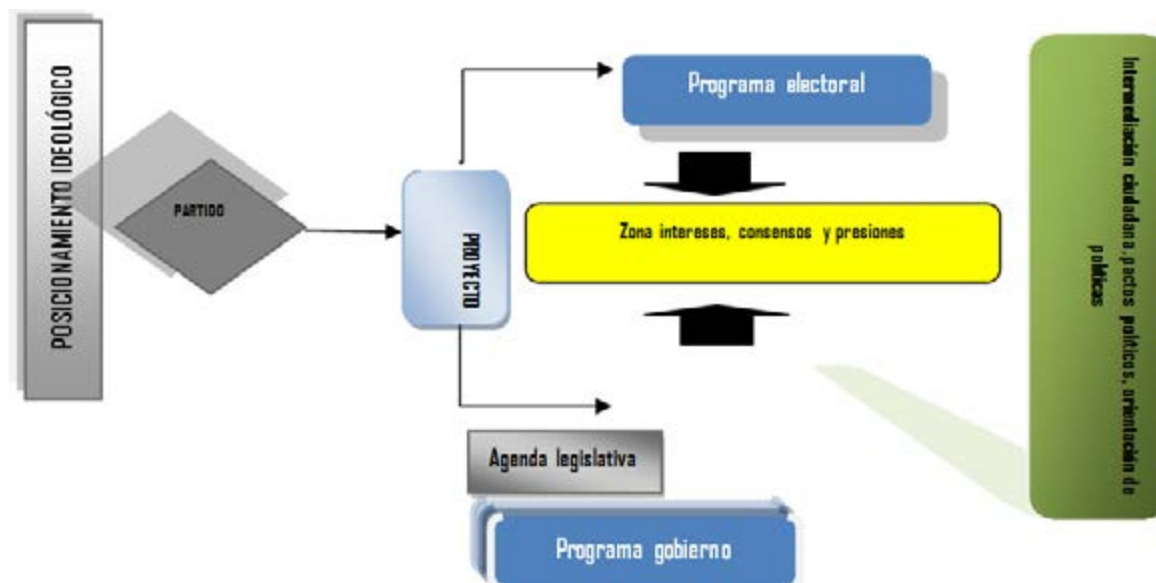 POSICIONAMIENTO IDEOLÓGICO
PARTIDO
PROYECTO
Programa electoral
Zona intereses, consensos y presiones
Agenda legislativa
Programa gobierno
Intermediación ciudadana, pactos políticos, orientación de
políticas